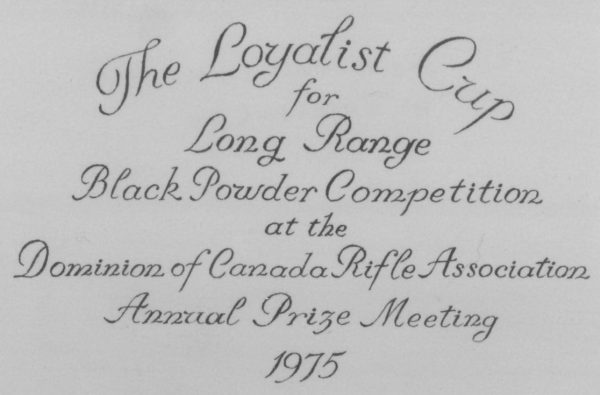 The Loyalist Cup
for
Long Range
Black Powder Competition
at the
Dominion of Canada Rifle Association
Annual Prize Meeting
1975